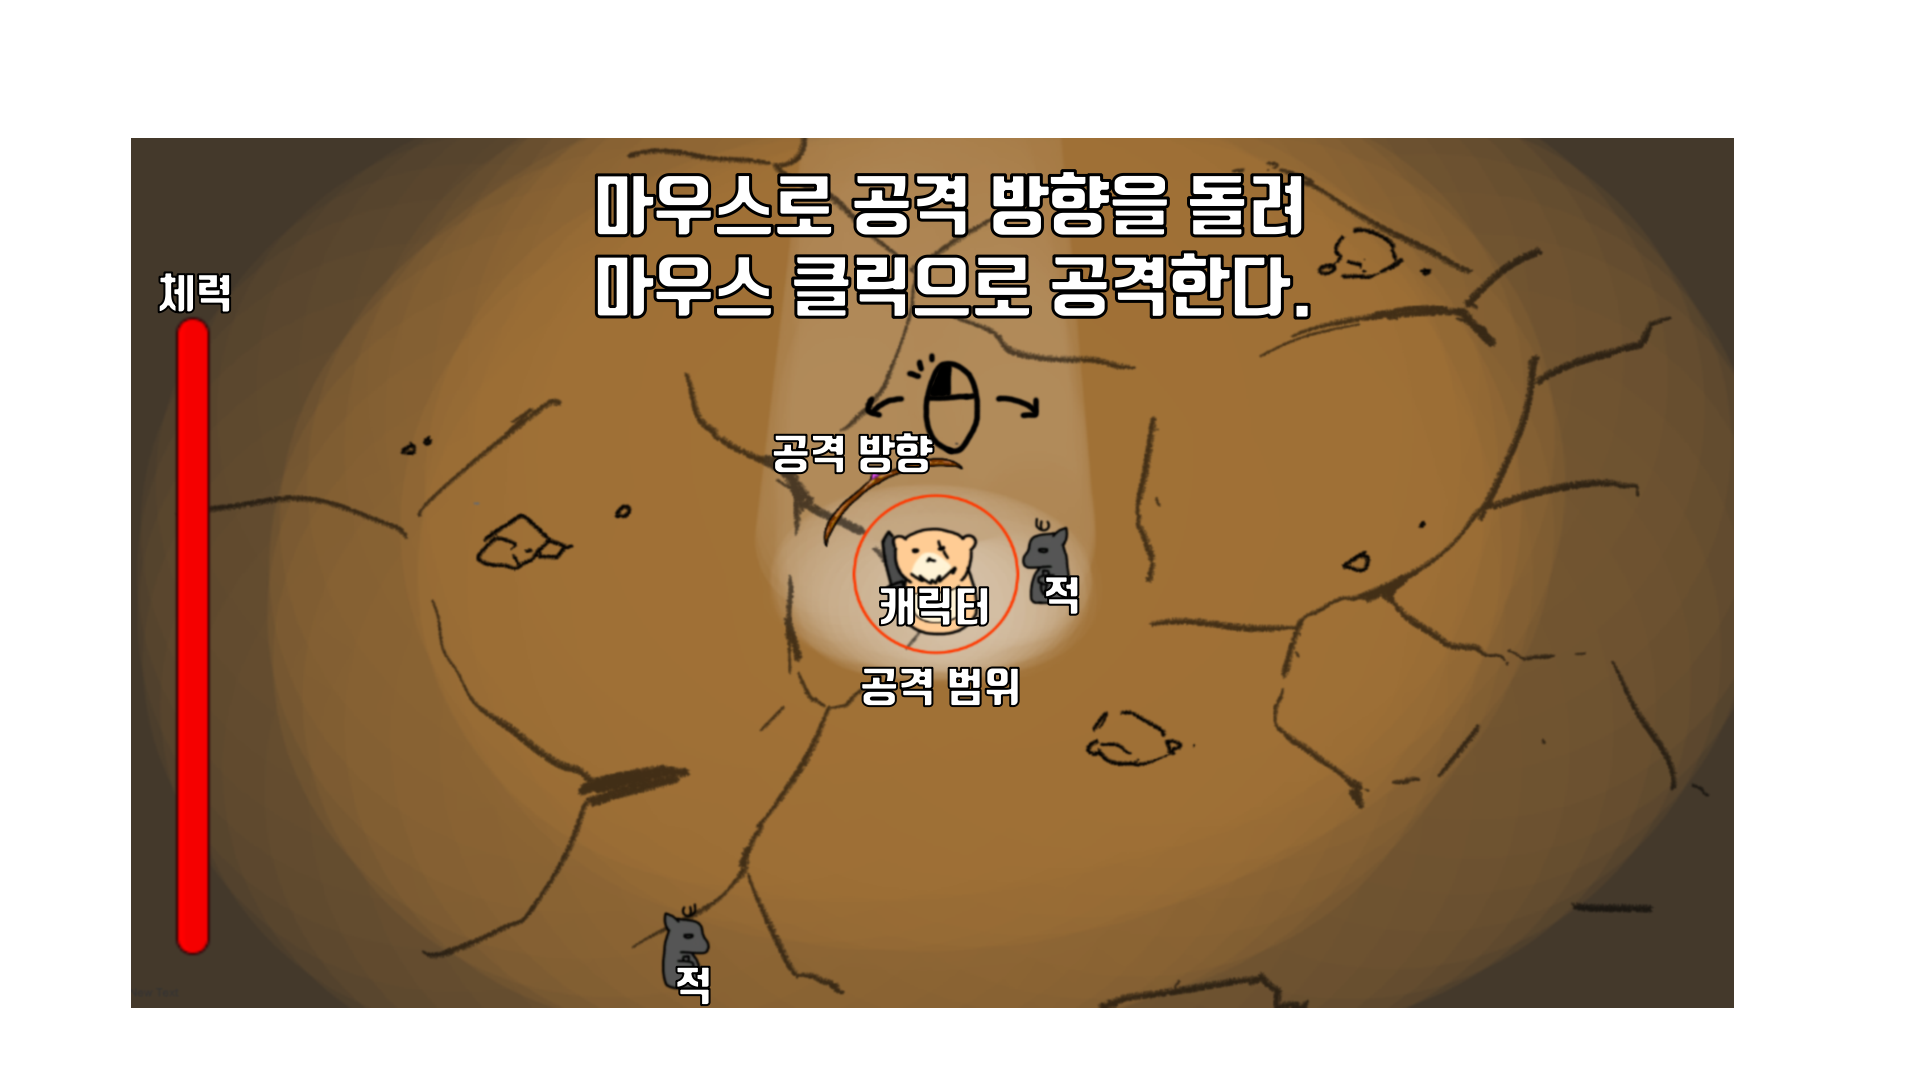 마우스로 공격 방향을 돌려
마우스 클릭으로 공격한다.
체력
공격 방향
캐릭터
적
공격 범위
적